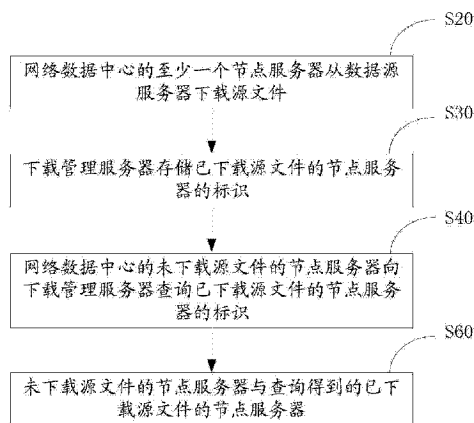 S20
网络数据中心的至少一个节点服务器从数据源
服务器下载源文件
S30
下载管理服务器存储已下载源文件的节点服务
器的标识
S40
网络数据中心的未下载源文件的节点服务器向
下载管理服务器查询已下载源文件的节点服务
器的标识
S60
未下载源文件的节点服务器与查询得到的已下
载源文件的节点服务器